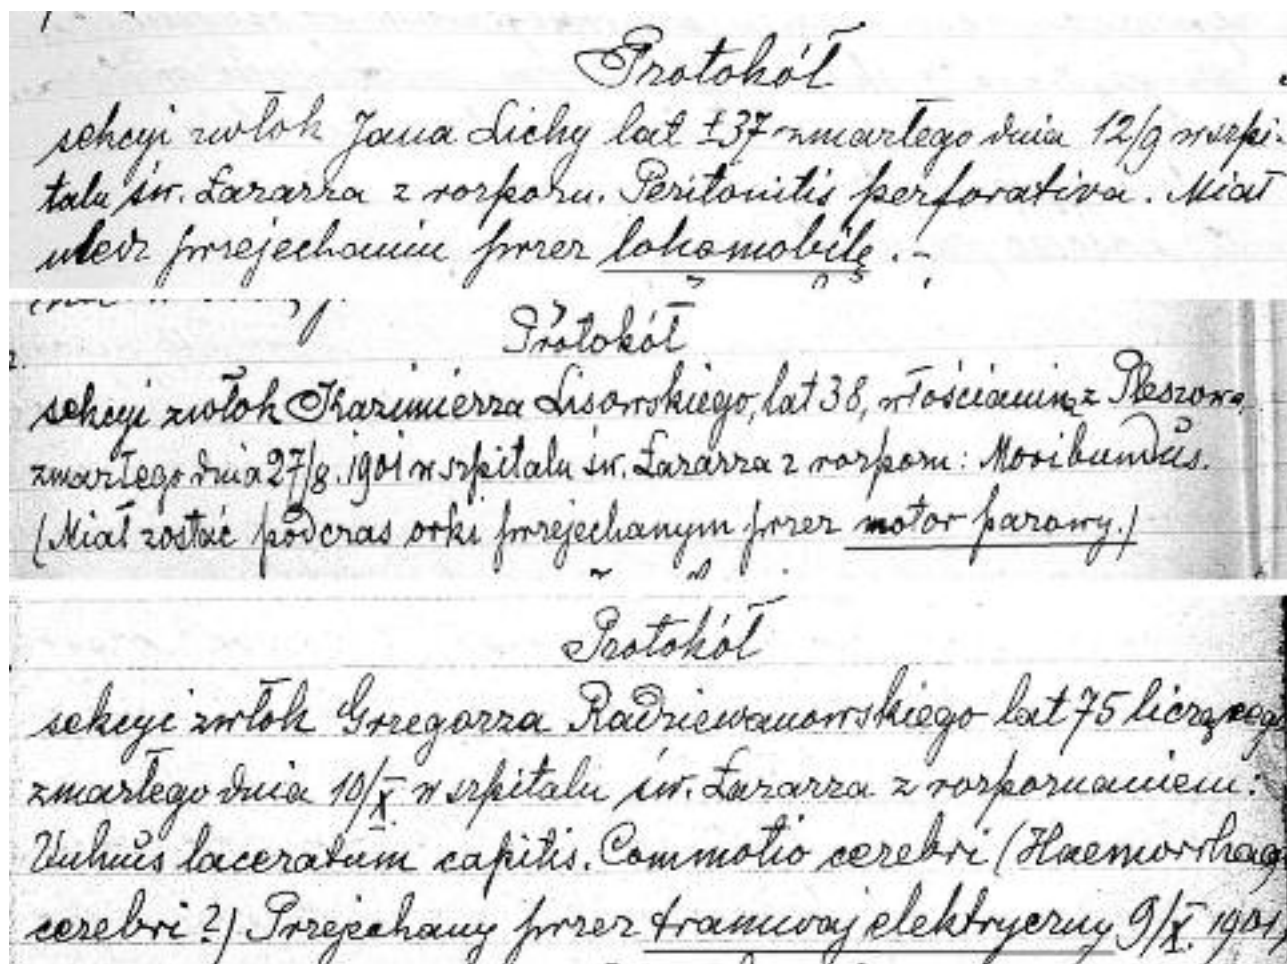 Protokół
sekcyi zwłok Jana Lichy lat ±37 zmarłego dnia 12/9 w szpi-
talu św. Łazarza z rozpozn. Peritonitis perforativa. Miał
uledz przejechaniu przez lokomobilę.-
Protokół
sekcyi zwłok Kazimierza Lisowskiego, lat 38, włościanina z Pleszowa,
zmarłego dnia 27/8. 1901 w szpitalu św. Łazarza z rozpozn: Moribundus.
(Miał zostać podczas orki przejechanym przez motor parowy.)
Protokół
sekcyi zwłok Grzegorza Radziewanowskiego lat 75 liczącego
zmarłego dnia 10/X w szpitalu św. Łazarza z rozpoznaniem:
Vulnus laceratum capitis. Commotio cerebri (Haemorrhag
cerebri?) Przejechany przez tramwaj elektryczny 9/X. 1901)